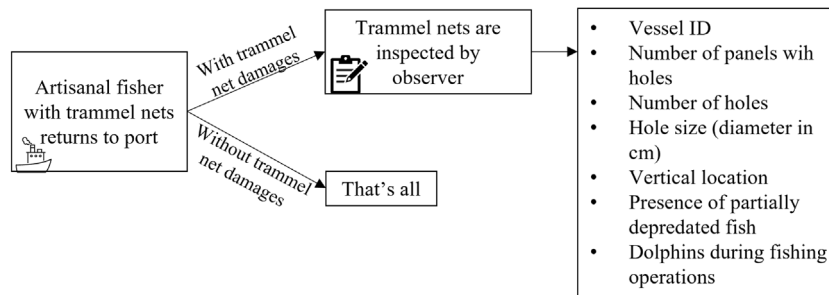 Artisanal fisher
with trammel nets
returns to port
With trammel
net damages
Without trammel
net damages
Trammel nets are
inspected by
observer
That's all
• Vessel ID
• Number of panels wih
holes
• Number of holes
• Hole size (diameter in
cm)
• Vertical location
• Presence of partially
depredated fish
• Dolphins during fishing
operations